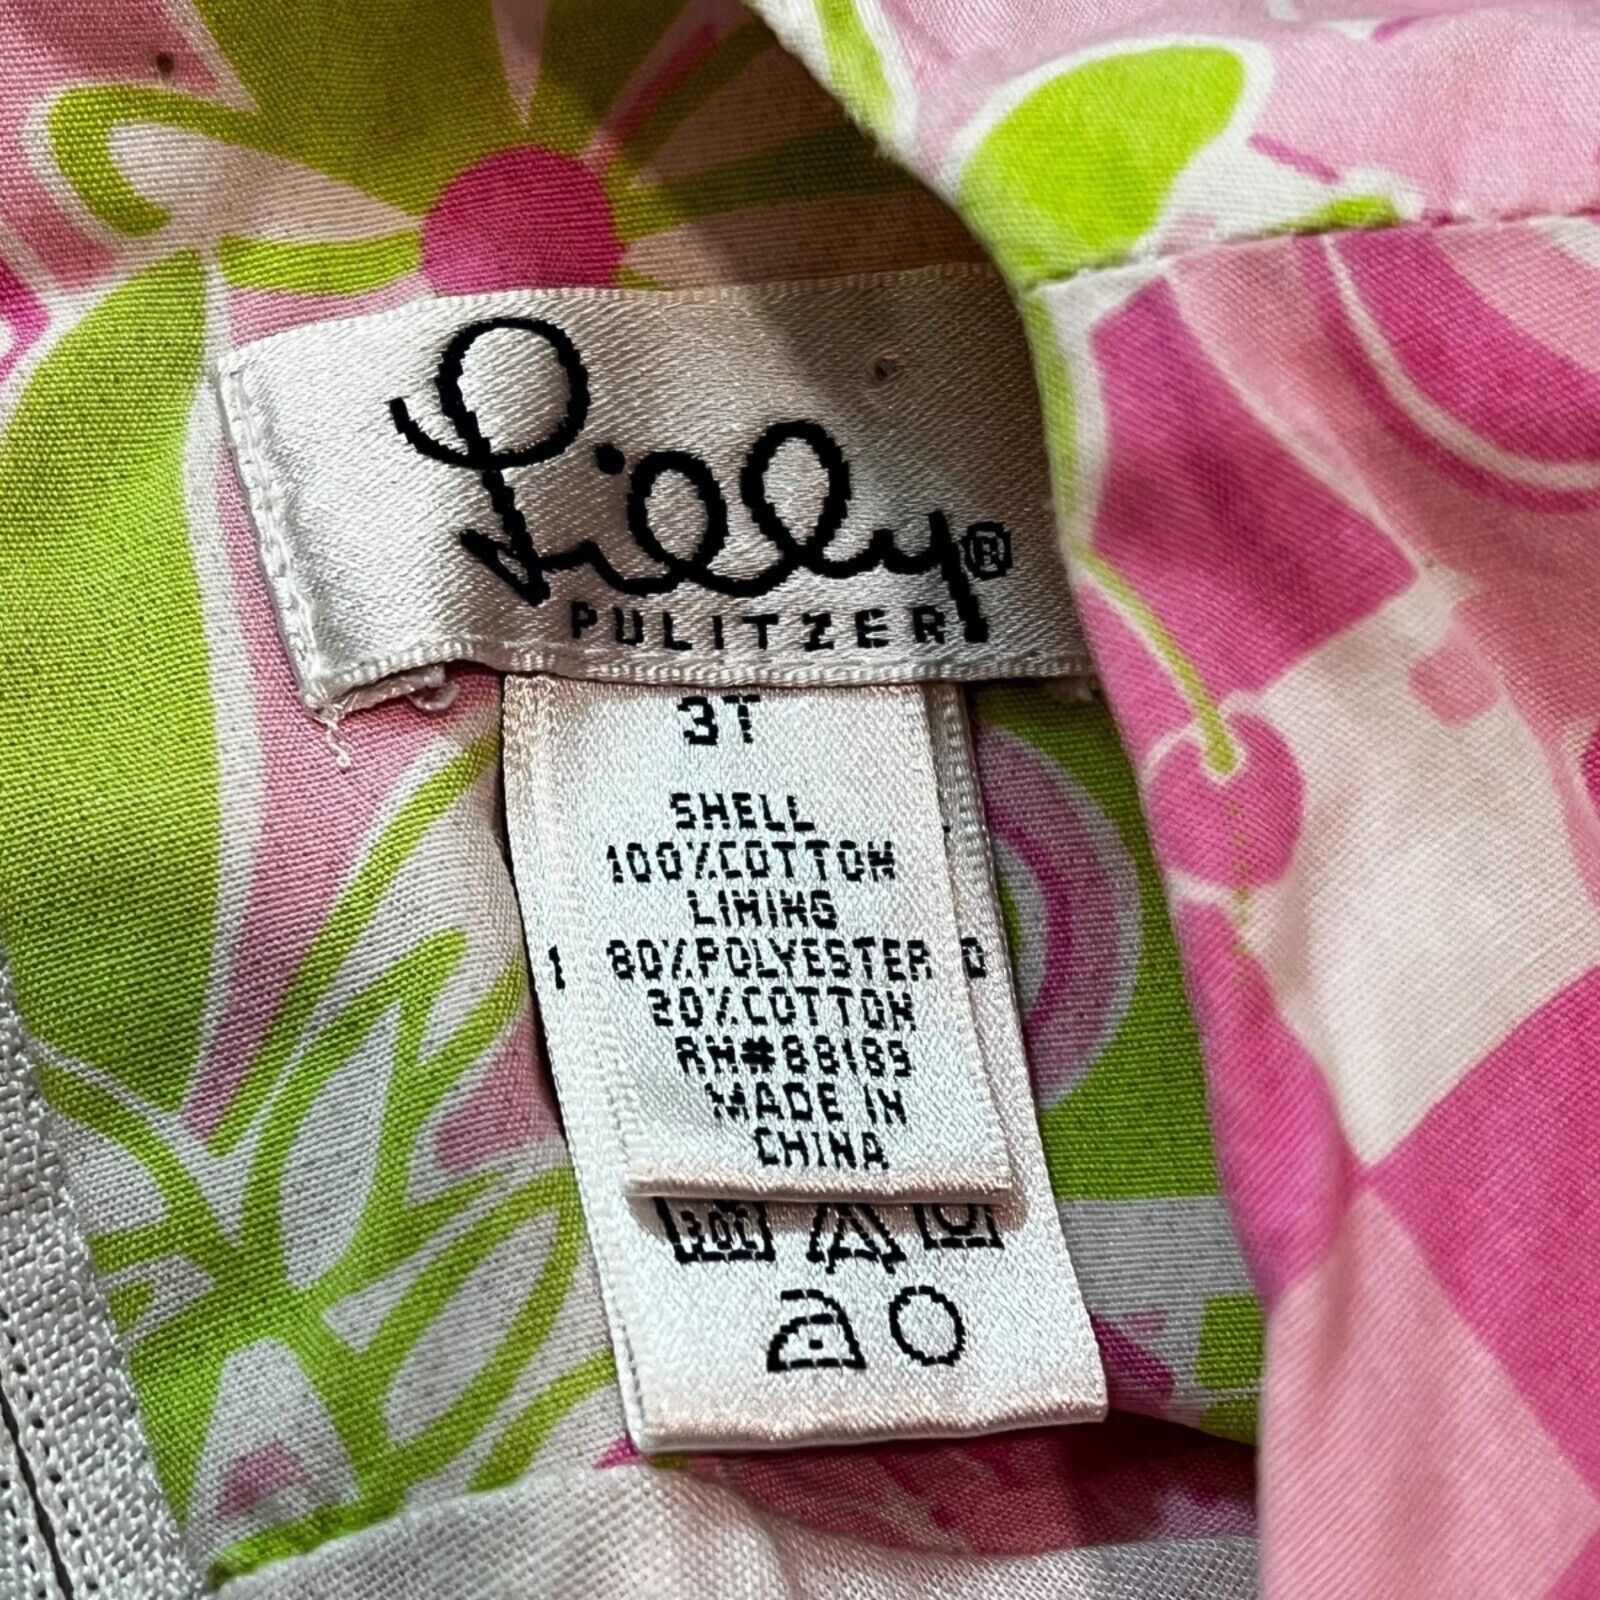 Lilly®
PULITZER
3T
SHELL
100%COTTON
LINING
80%POLYESTER
20%COTTON
RN#88189
MADE IN
CHINA